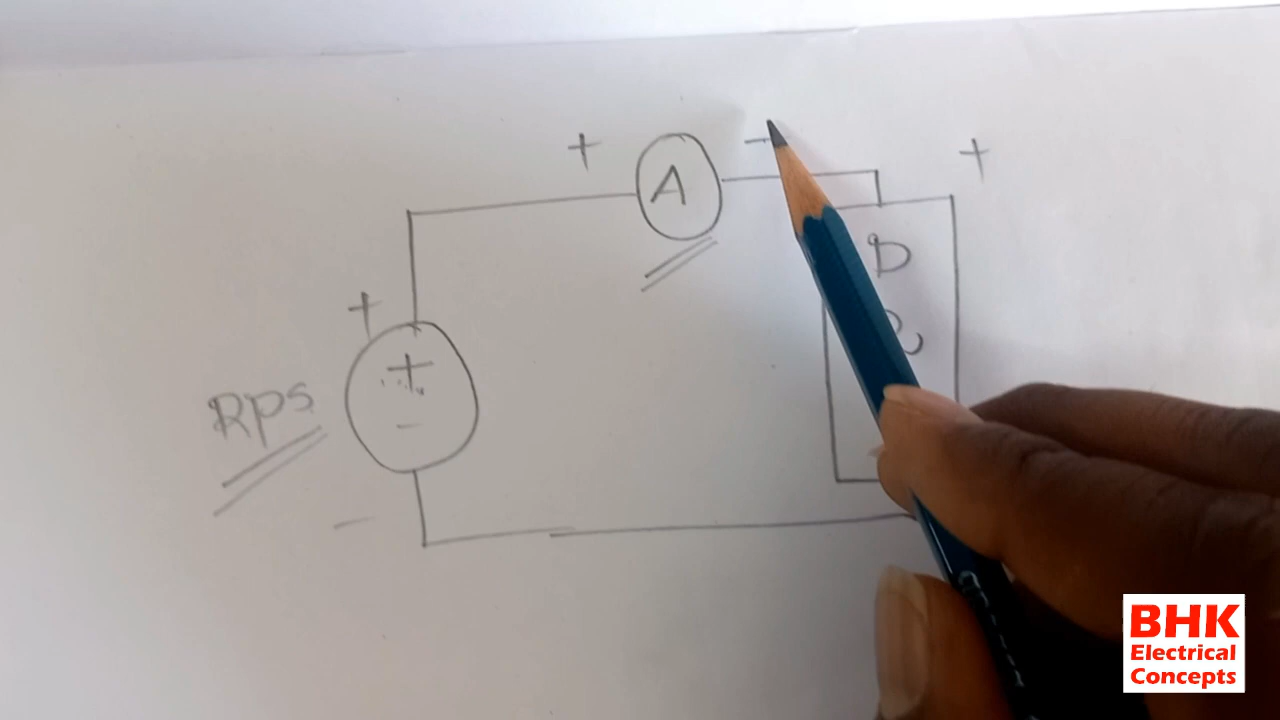 + - +
A
D
R
+
+
-
RPS
-
BHK
Electrical
Concepts